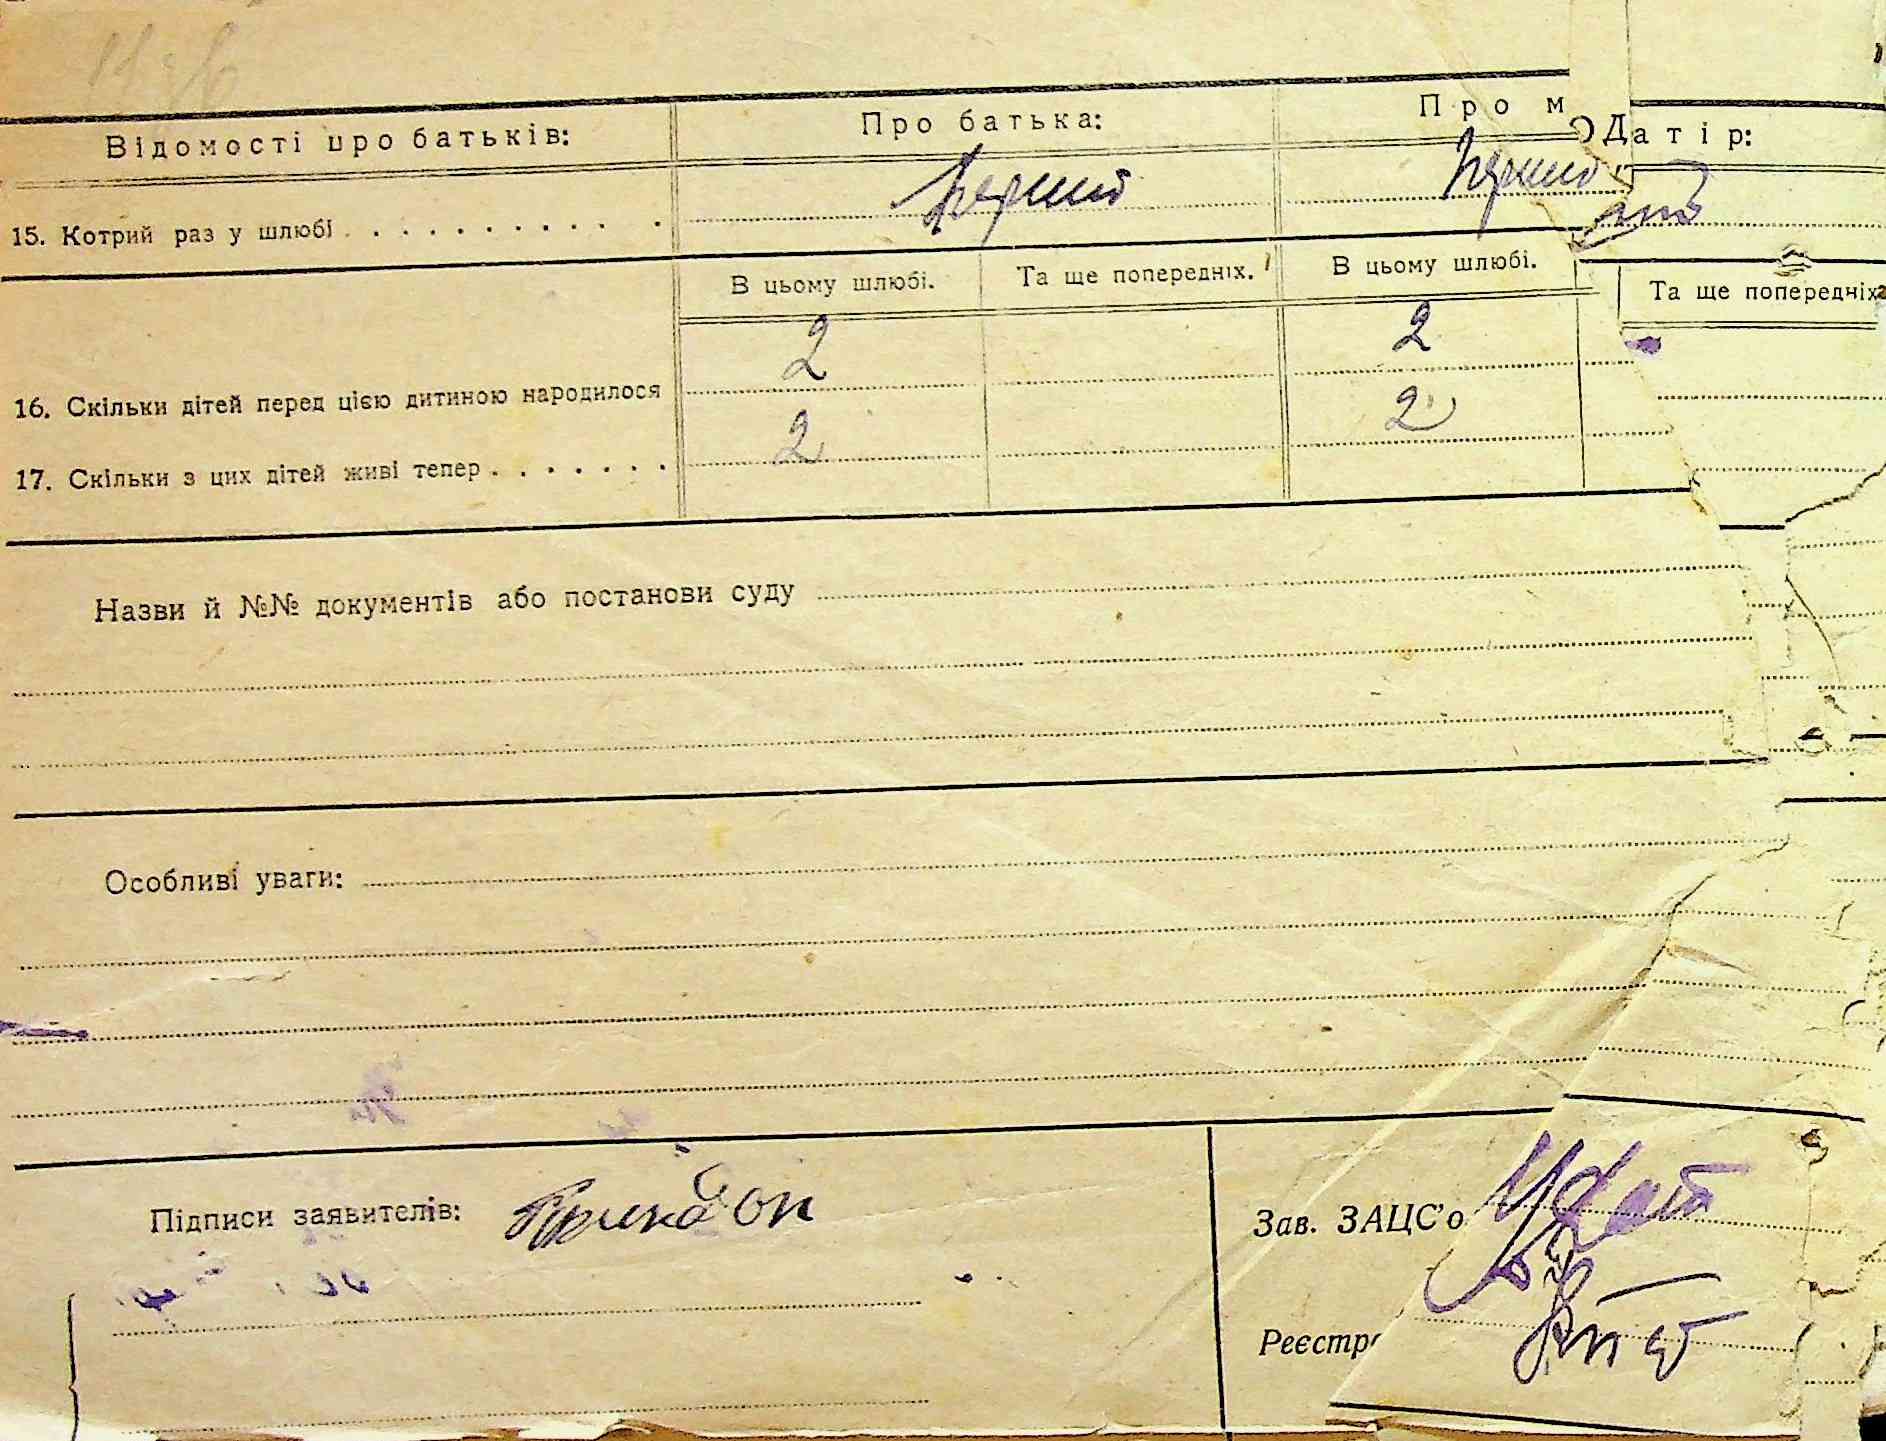 Відомості про батьків: Про батька: Про матір:
15. Котрий раз у шлюбі . . . . . . . . . . . перший перший
В цьому шлюбі. Та ще попередніх. В цьому шлюбі. Та ще попередніх
16. Скільки дітей перед цією дитиною народилося 2 2
17. Скільки з цих дітей живі тепер . . . . . . . 2 2
Назви й №№ документів або постанови суду
Особливі уваги:
Підписи заявителів:
Зав. ЗАЦС'о
Реєстр